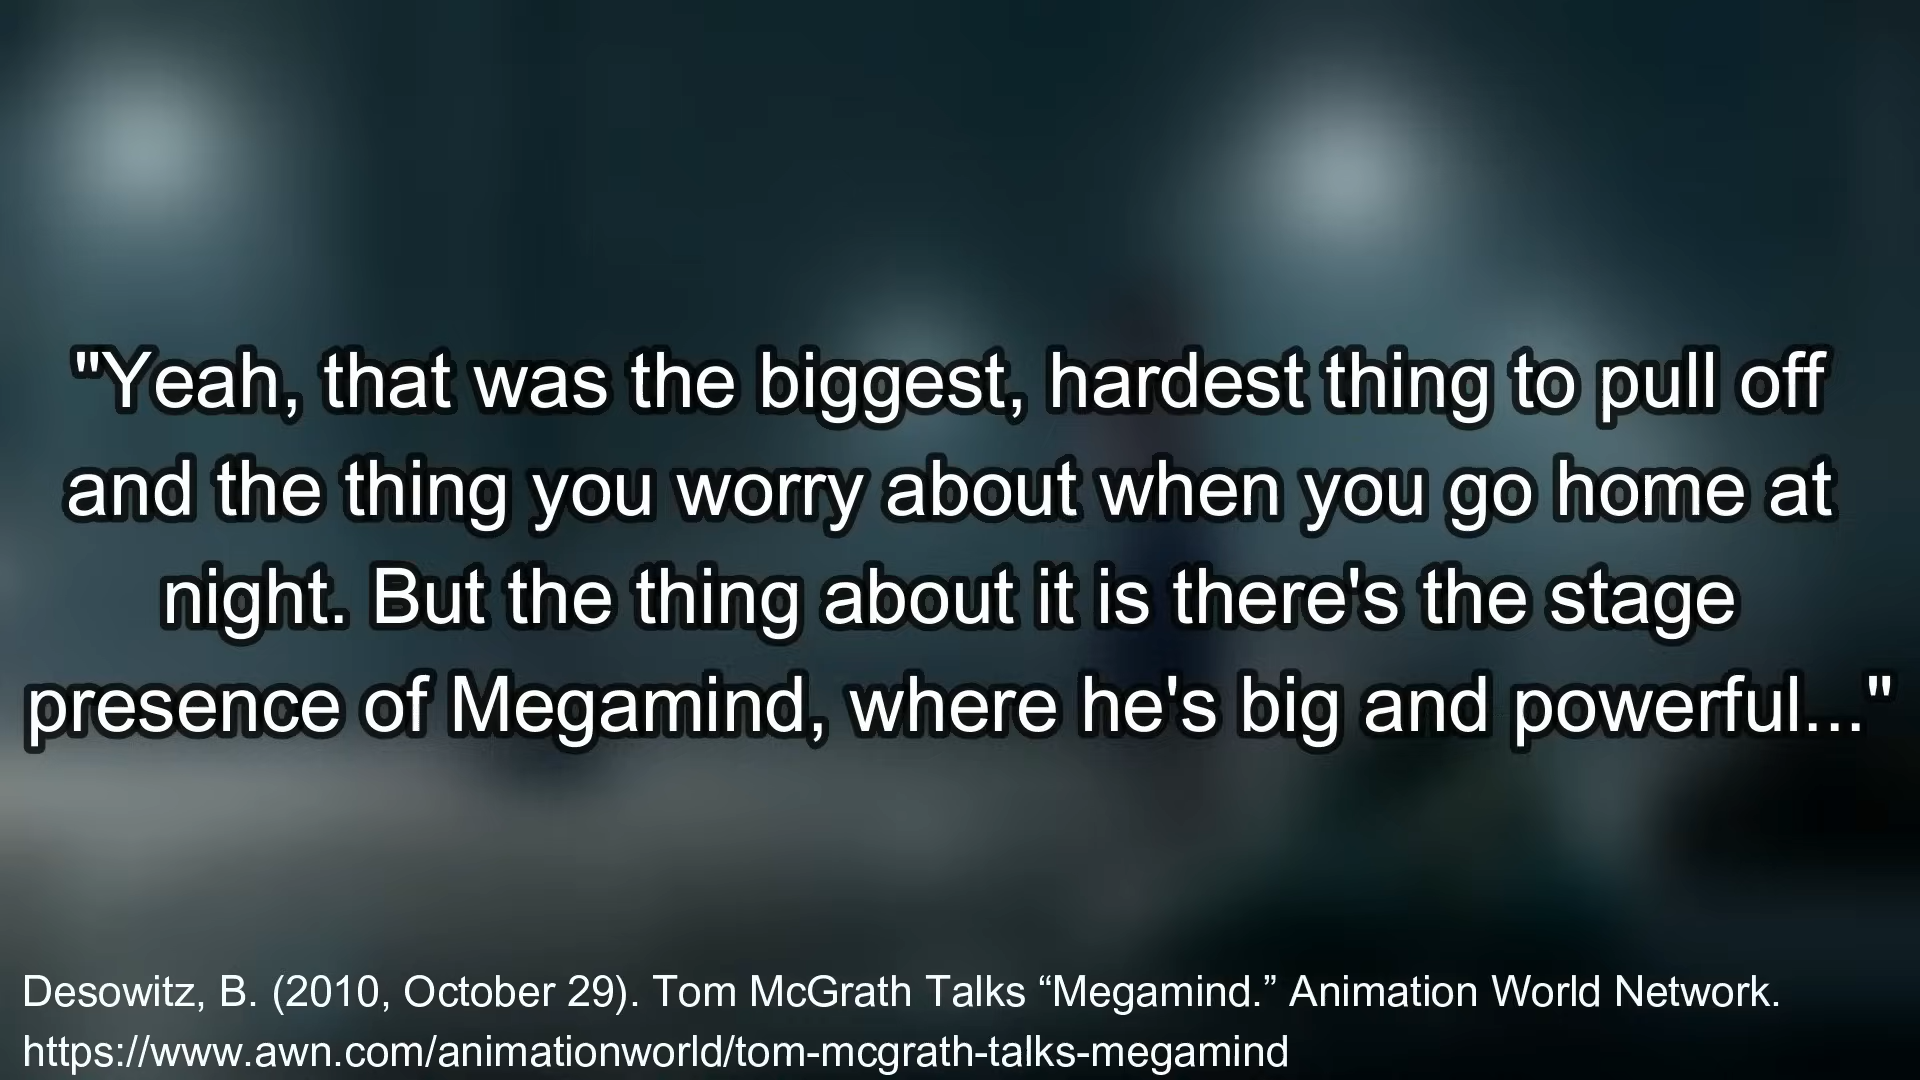 "Yeah, that was the biggest, hardest thing to pull off
and the thing you worry about when you go home at
night. But the thing about it is there's the stage
presence of Megamind, where he's big and powerful..."
Desowitz, B. (2010, October 29). Tom McGrath Talks “Megamind.” Animation World Network.
https://www.awn.com/animationworld/tom-mcgrath-talks-megamind